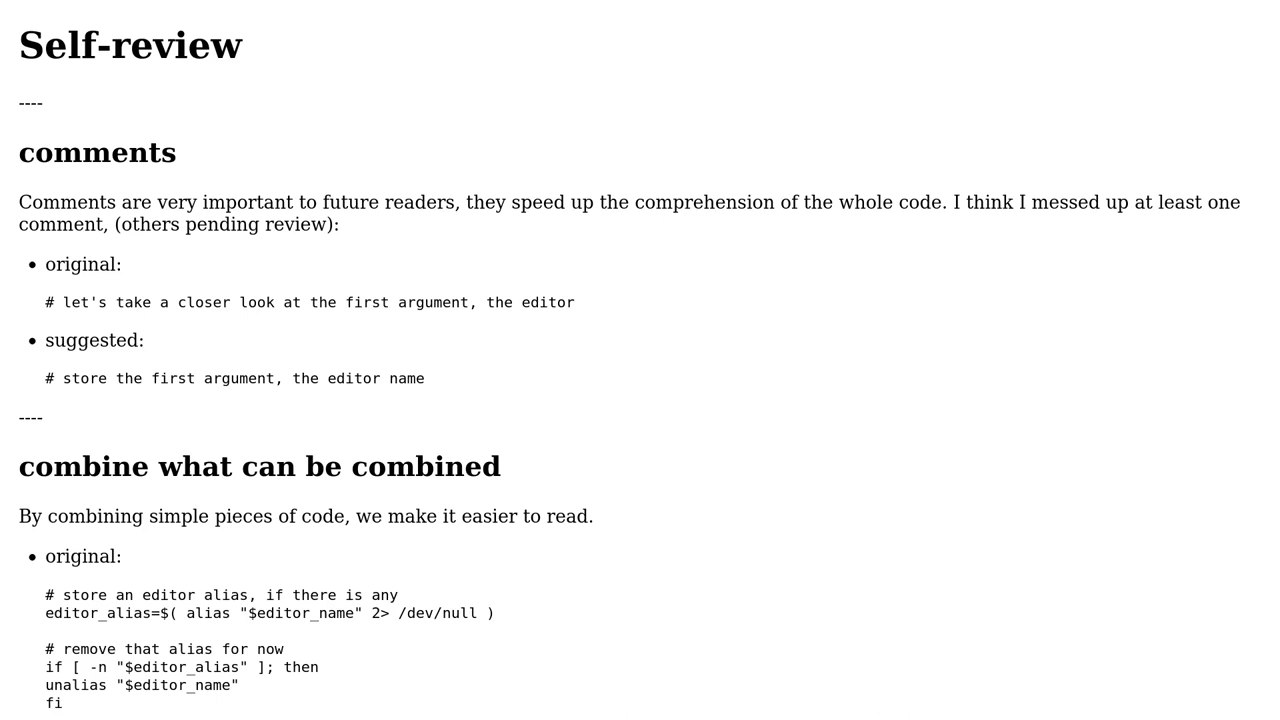 Self-review
----
comments
Comments are very important to future readers, they speed up the comprehension of the whole code. I think I messed up at least one
comment, (others pending review):
• original:
# let's take a closer look at the first argument, the editor
• suggested:
# store the first argument, the editor name
----
combine what can be combined
By combining simple pieces of code, we make it easier to read.
• original:
# store an editor alias, if there is any
editor_alias=$( alias "$editor_name" 2> /dev/null )
# remove that alias for now
if [ -n "$editor_alias" ]; then
unalias "$editor_name"
fi